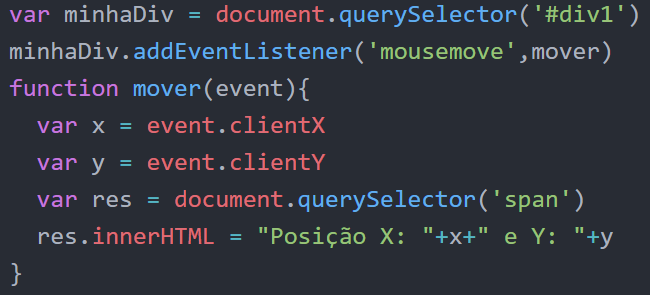 var minhaDiv = document.querySelector('#div1')
minhaDiv.addEventListener('mousemove',mover)
function mover(event){
  var x = event.clientX
  var y = event.clientY
  var res = document.querySelector('span')
  res.innerHTML = "Posição X: "+x+" e Y: "+y
}